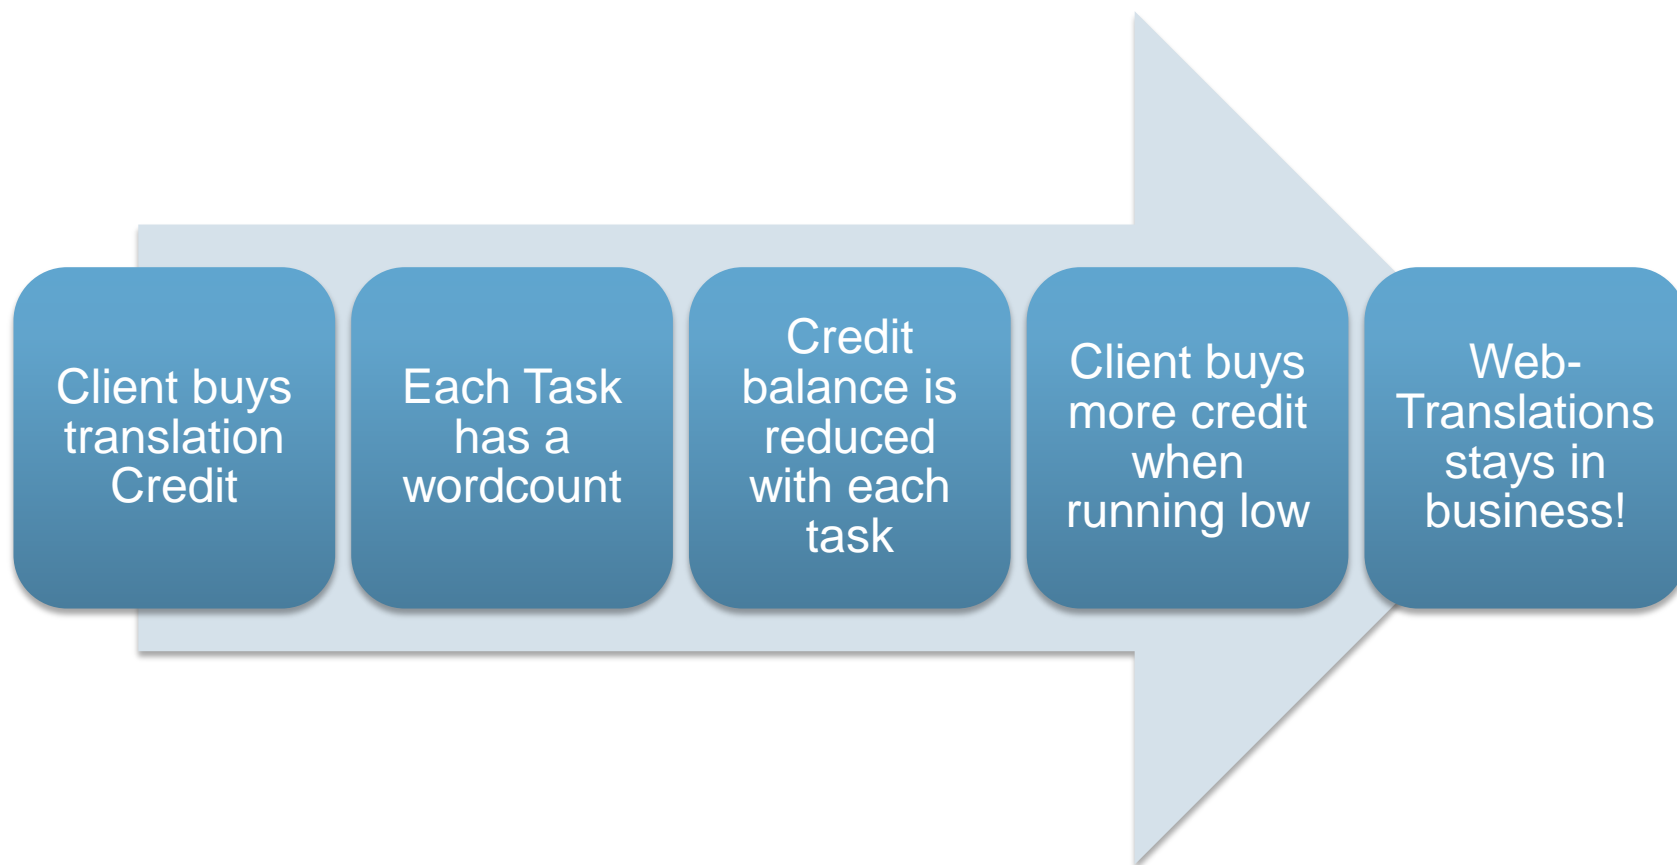 Client buys
translation
Credit
Each Task
has a
wordcount
Credit
balance is
reduced
with each
task
Client buys
more credit
when
running low
Web-
Translations
stays in
business!